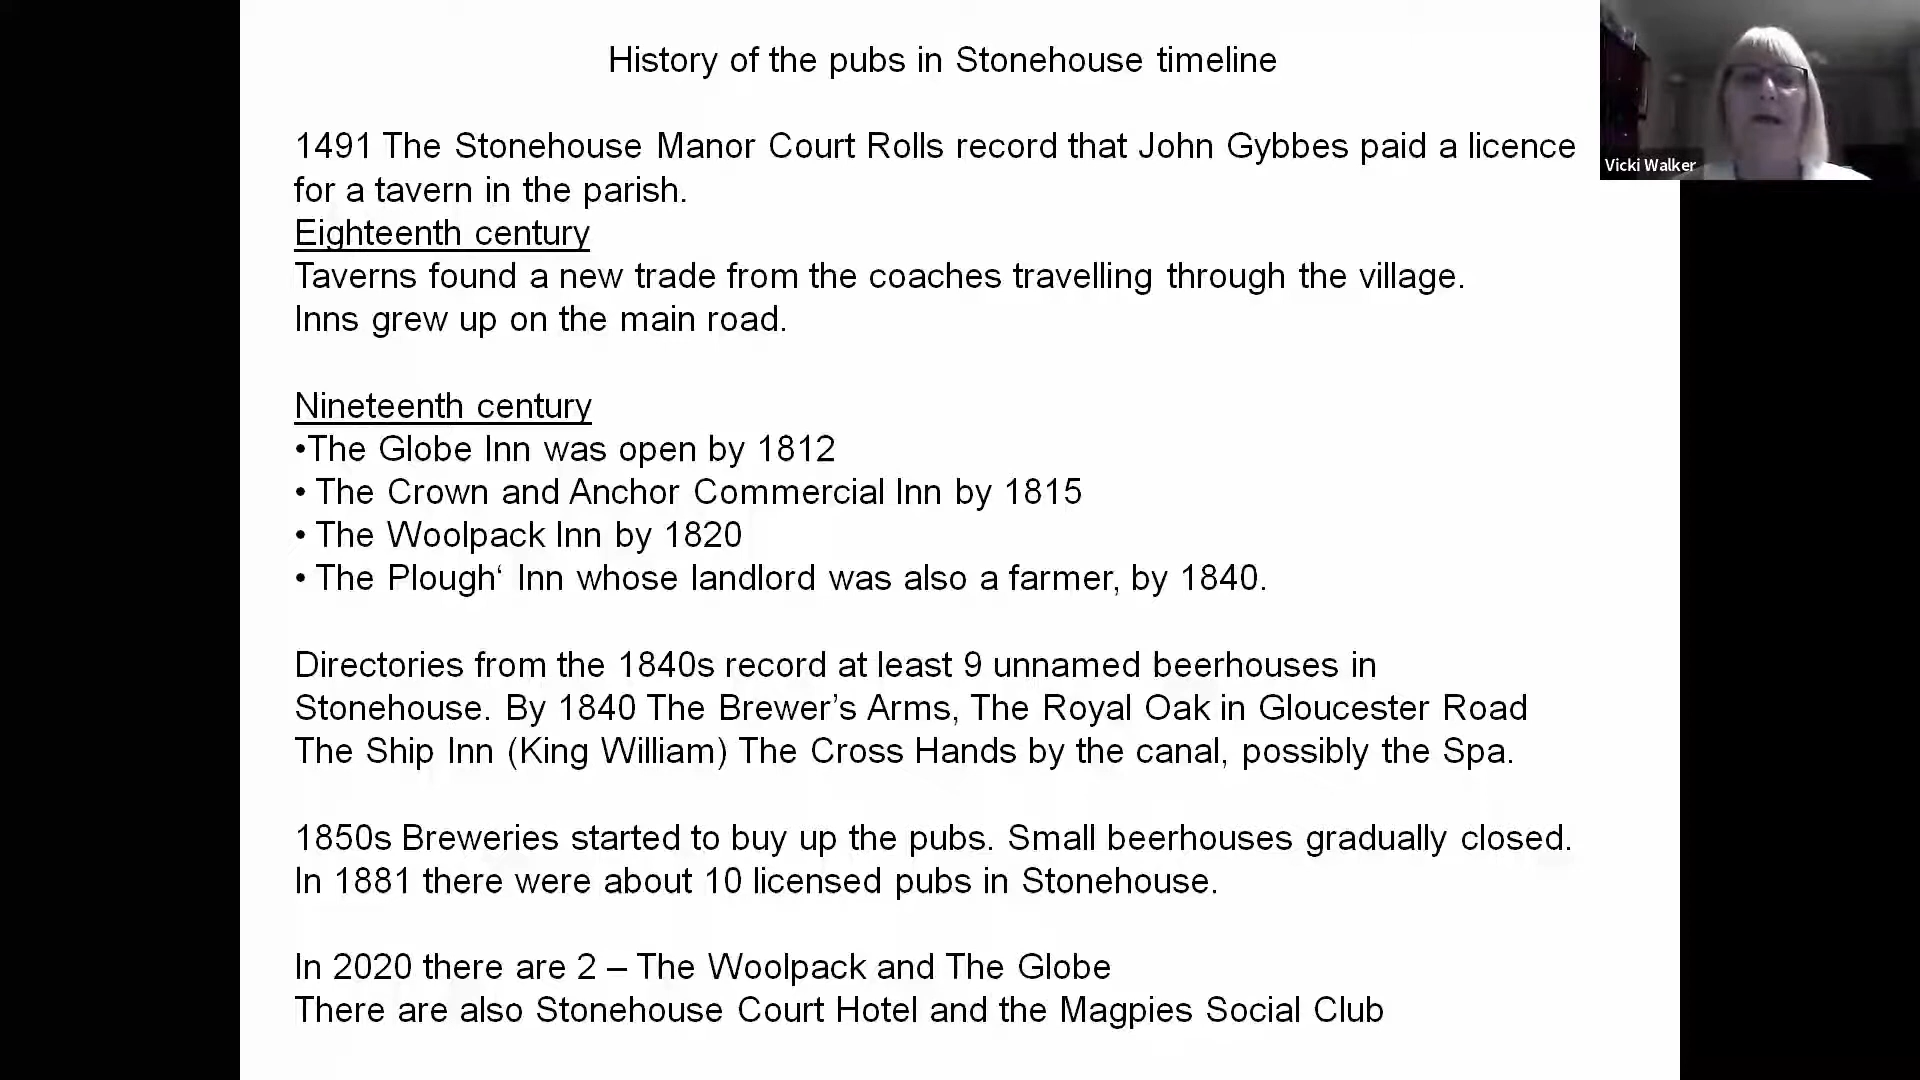 History of the pubs in Stonehouse timeline
Vicki Walker
1491 The Stonehouse Manor Court Rolls record that John Gybbes paid a licence
for a tavern in the parish.
Eighteenth century
Taverns found a new trade from the coaches travelling through the village.
Inns grew up on the main road.
Nineteenth century
•The Globe Inn was open by 1812
• The Crown and Anchor Commercial Inn by 1815
• The Woolpack Inn by 1820
• The Plough‘ Inn whose landlord was also a farmer, by 1840.
Directories from the 1840s record at least 9 unnamed beerhouses in
Stonehouse. By 1840 The Brewer’s Arms, The Royal Oak in Gloucester Road
The Ship Inn (King William) The Cross Hands by the canal, possibly the Spa.
1850s Breweries started to buy up the pubs. Small beerhouses gradually closed.
In 1881 there were about 10 licensed pubs in Stonehouse.
In 2020 there are 2 – The Woolpack and The Globe
There are also Stonehouse Court Hotel and the Magpies Social Club